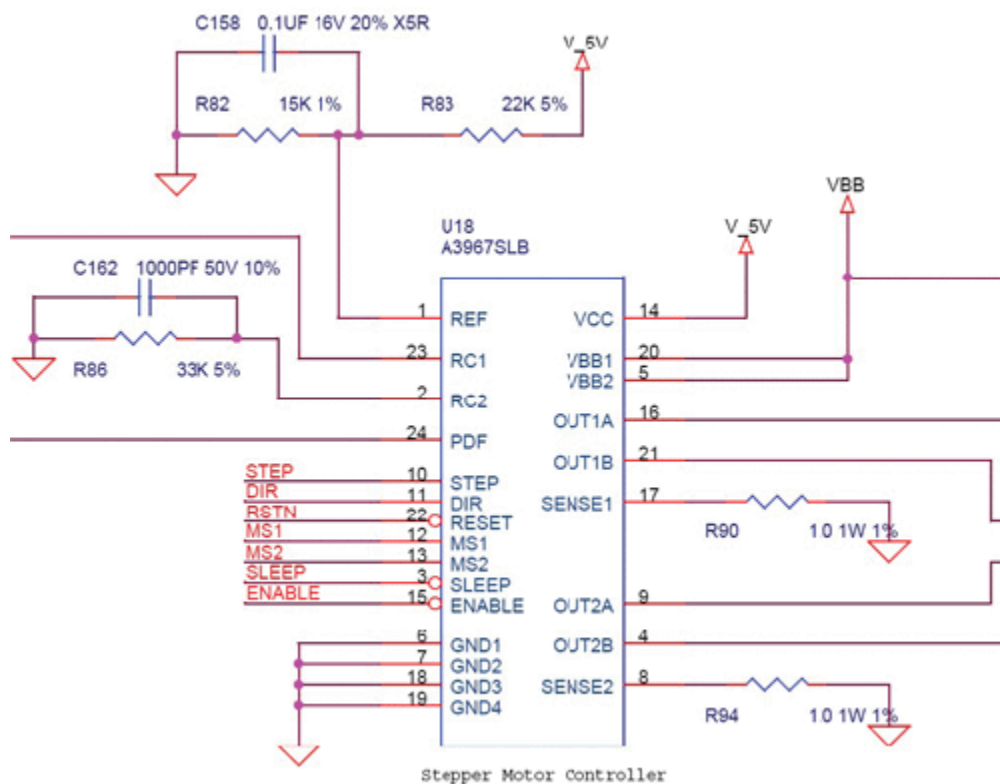 C158 0.1UF 16V 20% X5R
V_5V
R82 15K 1% R83 22K 5%
VBB
U18
A3967SLB
V_5V
C162 1000PF 50V 10%
1 REF VCC 14
23 RC1 VBB1 20
VBB2 5
R86 33K 5%
2 RC2 OUT1A 16
24 PDF OUT1B 21
STEP 10 STEP
DIR 11 DIR SENSE1 17
RSTN 22 RESET
R90 10 1W 1%
MS1 12 MS1
MS2 13 MS2
SLEEP 3 SLEEP
ENABLE 15 ENABLE OUT2A 9
6 GND1 OUT2B 4
7 GND2
18 GND3 SENSE2 8
19 GND4
R94 10 1W 1%
Stepper Motor Controller